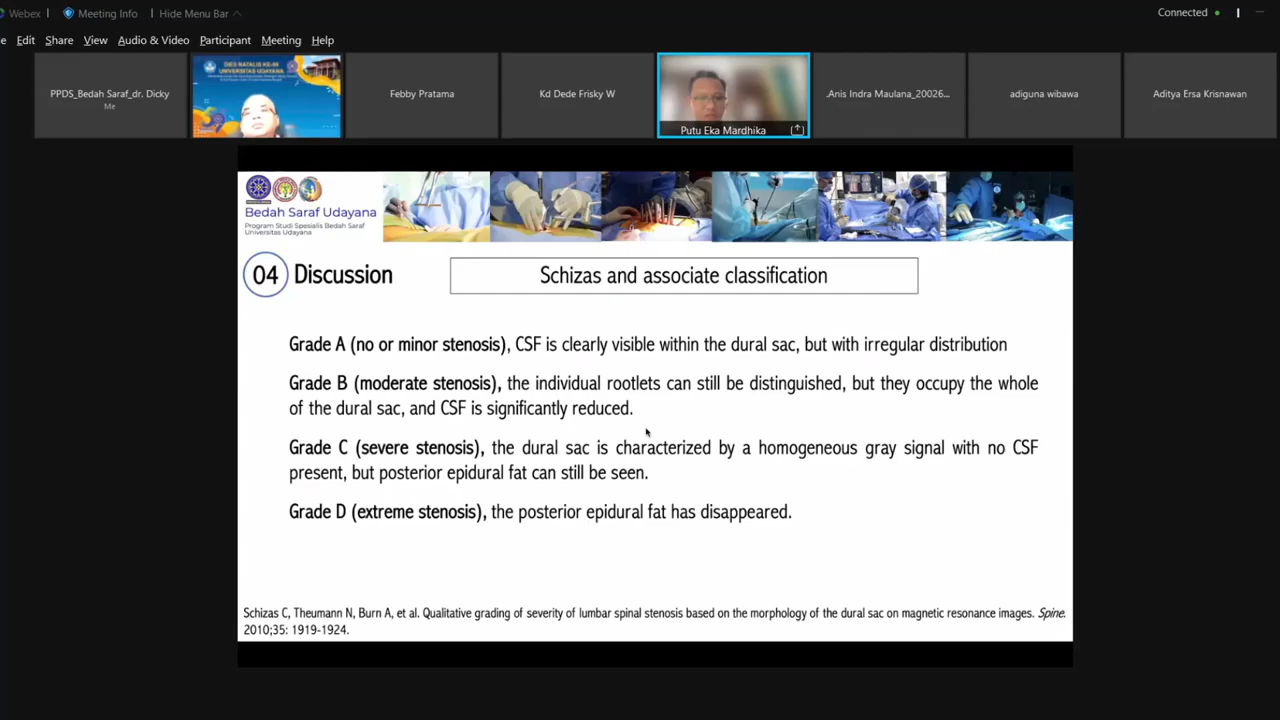 Webex
Meeting Info
Hide Menu Bar
Connected
e Edit Share View Audio & Video Participant Meeting Help
PPDS_Bedah Saraf_dr. Dicky
Me
DIES NATALIS KE-
UNIVERSITAS UDAYANA
Febby Pratama
Kd Dede Frisky W
Putu Eka Mardhika
.Anis Indra Maulana_20026...
adiguna wibawa
Aditya Ersa Krisnawan
Bedah Saraf Udayana
Program Studi Spesialis Bedah Saraf
Universitas Udayana
04 Discussion
Schizas and associate classification
Grade A (no or minor stenosis), CSF is clearly visible within the dural sac, but with irregular distribution
Grade B (moderate stenosis), the individual rootlets can still be distinguished, but they occupy the whole
of the dural sac, and CSF is significantly reduced.
Grade C (severe stenosis), the dural sac is characterized by a homogeneous gray signal with no CSF
present, but posterior epidural fat can still be seen.
Grade D (extreme stenosis), the posterior epidural fat has disappeared.
Schizas C, Theumann N, Burn A, et al. Qualitative grading of severity of lumbar spinal stenosis based on the morphology of the dural sac on magnetic resonance images. Spine.
2010;35: 1919-1924.